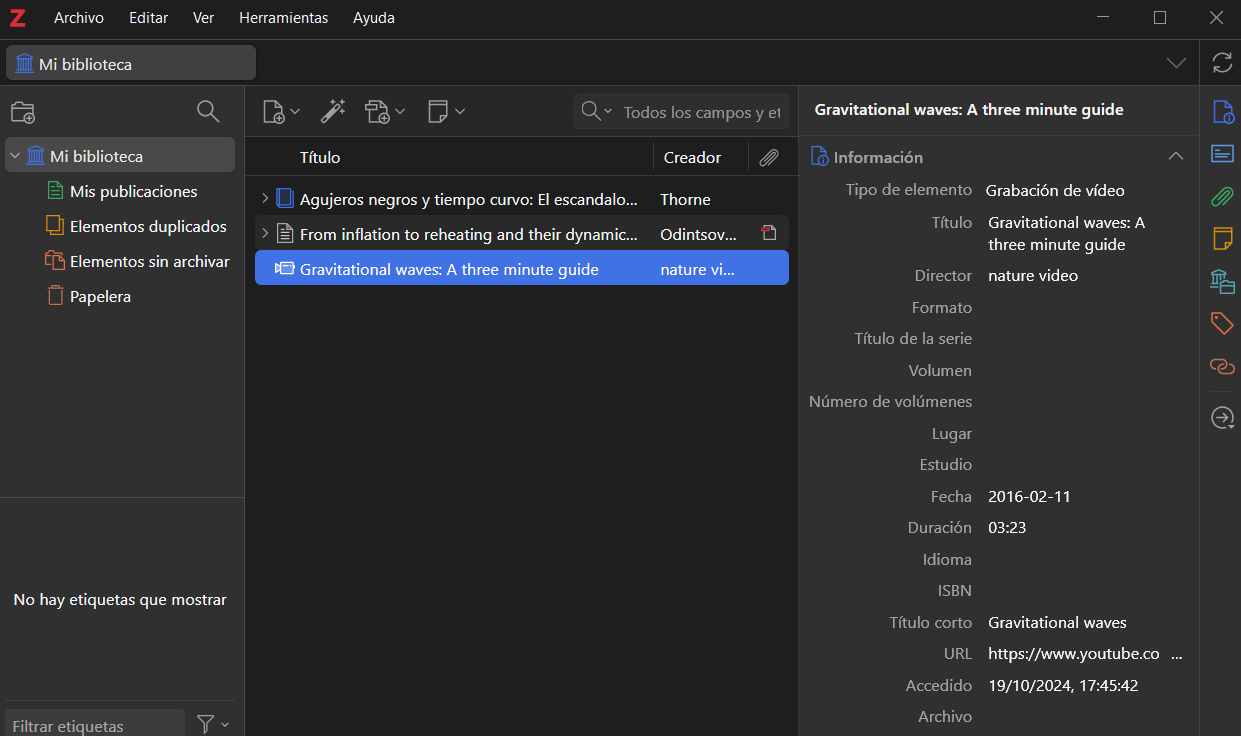 Z Archivo Editar Ver Herramientas Ayuda
Mi biblioteca
Todos los campos y et
Mi biblioteca
Mis publicaciones
Elementos duplicados
Elementos sin archivar
Papelera
No hay etiquetas que mostrar
Filtrar etiquetas
Título Creador
Agujeros negros y tiempo curvo: El escandalo... Thorne
From inflation to reheating and their dynamic... Odintsov...
Gravitational waves: A three minute guide nature vi...
Gravitational waves: A three minute guide
Información
Tipo de elemento Grabación de vídeo
Título Gravitational waves: A
three minute guide
Director nature video
Formato
Título de la serie
Volumen
Número de volúmenes
Lugar
Estudio
Fecha 2016-02-11
Duración 03:23
Idioma
ISBN
Título corto Gravitational waves
URL https://www.youtube.co ...
Accedido 19/10/2024, 17:45:42
Archivo